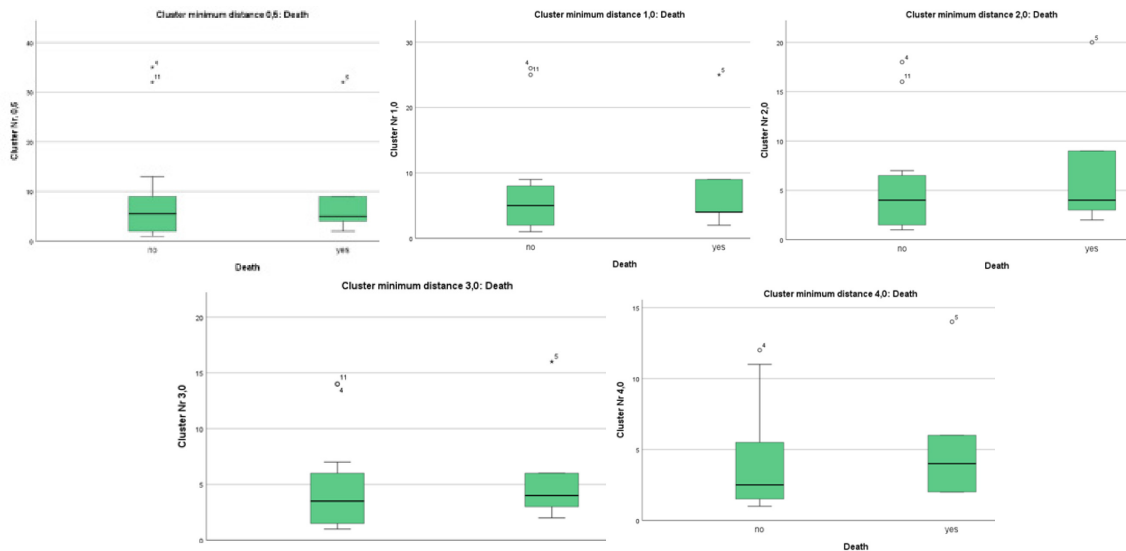 Cluster minimum distance 0,5: Death
40
30
20
10
0
Cluster Nr. 0,5
11
no
yes
Death
Cluster minimum distance 1,0: Death
30
20
10
0
Cluster Nr 1,0
4
11
5
no
yes
Death
Cluster minimum distance 2,0: Death
20
15
10
5
0
Cluster Nr 2,0
4
11
5
no
yes
Death
Cluster minimum distance 3,0: Death
20
15
10
5
0
Cluster Nr 3,0
11
4
5
Cluster minimum distance 4,0: Death
15
10
5
0
Cluster Nr 4,0
4
5
no
yes
Death